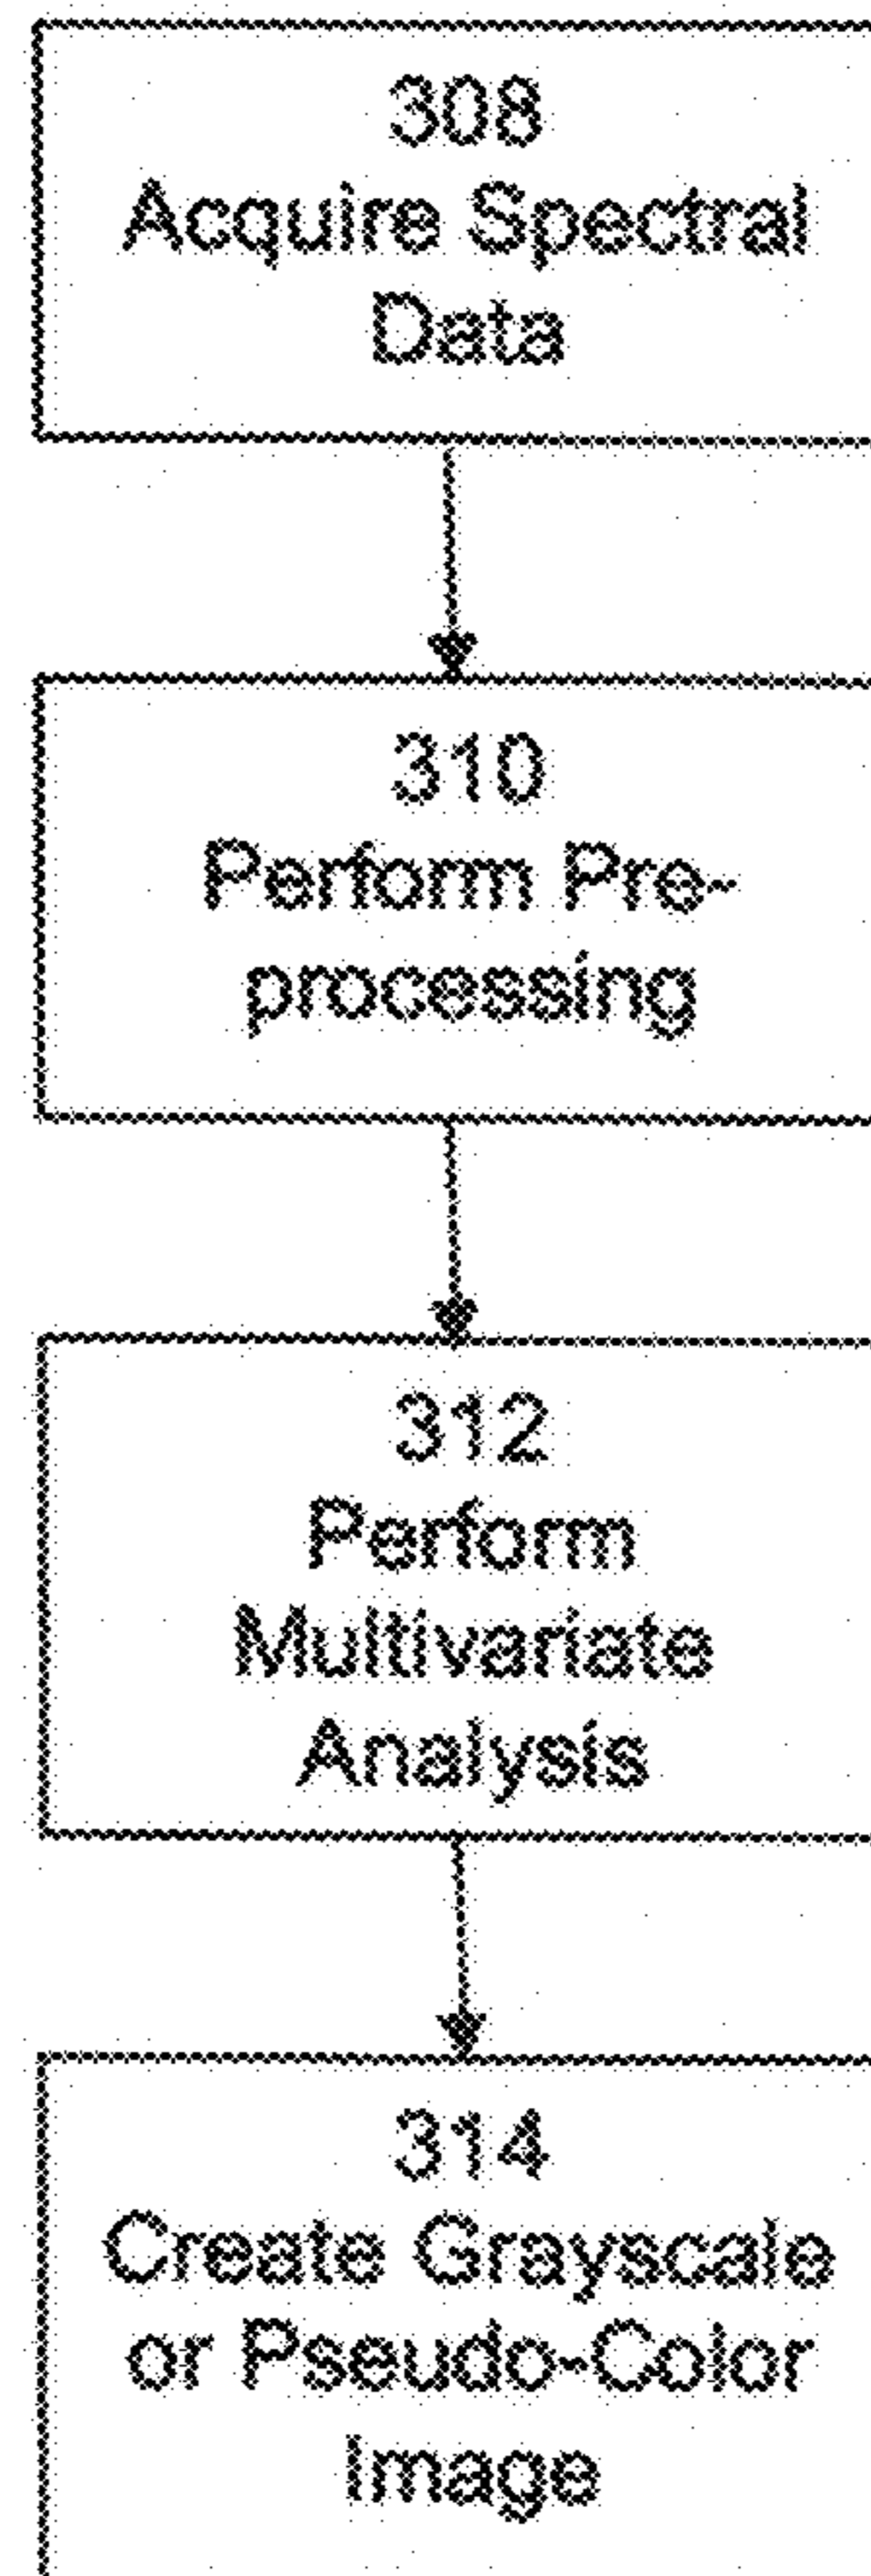 308
Acquire Spectral
Data
310
Perform Pre-
processing
312
Perform
Multivariate
Analysis
314
Create Grayscale
or Pseudo-Color
Image